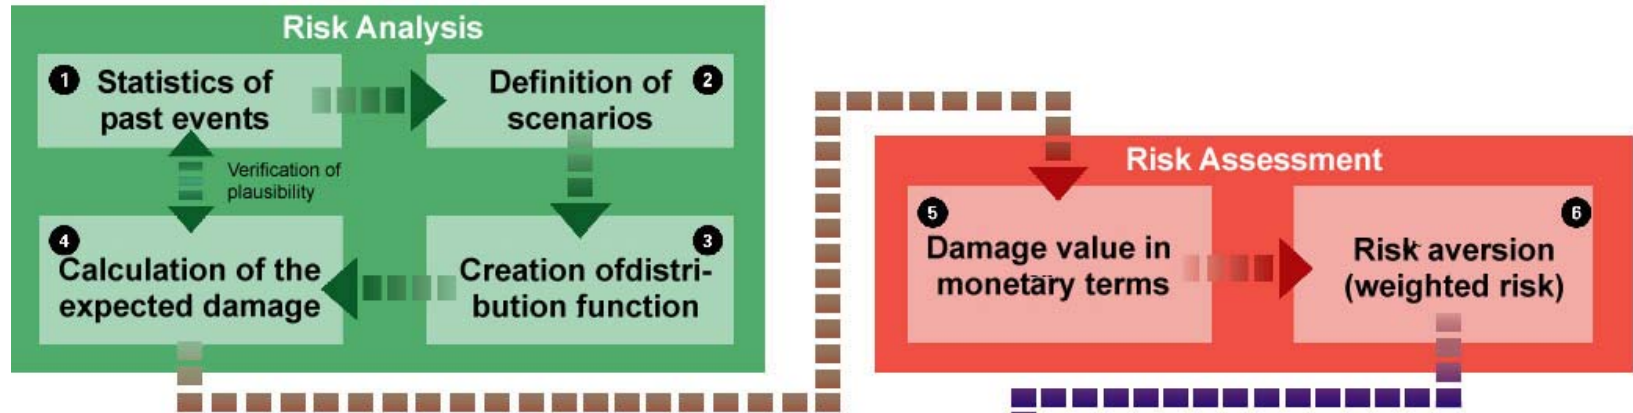 Risk Analysis
1
Statistics of
past events
2
Definition of
scenarios
Verification of
plausibility
4
Calculation of the
expected damage
3
Creation ofdistri-
bution function
Risk Assessment
5
Damage value in
monetary terms
6
Risk aversion
(weighted risk)